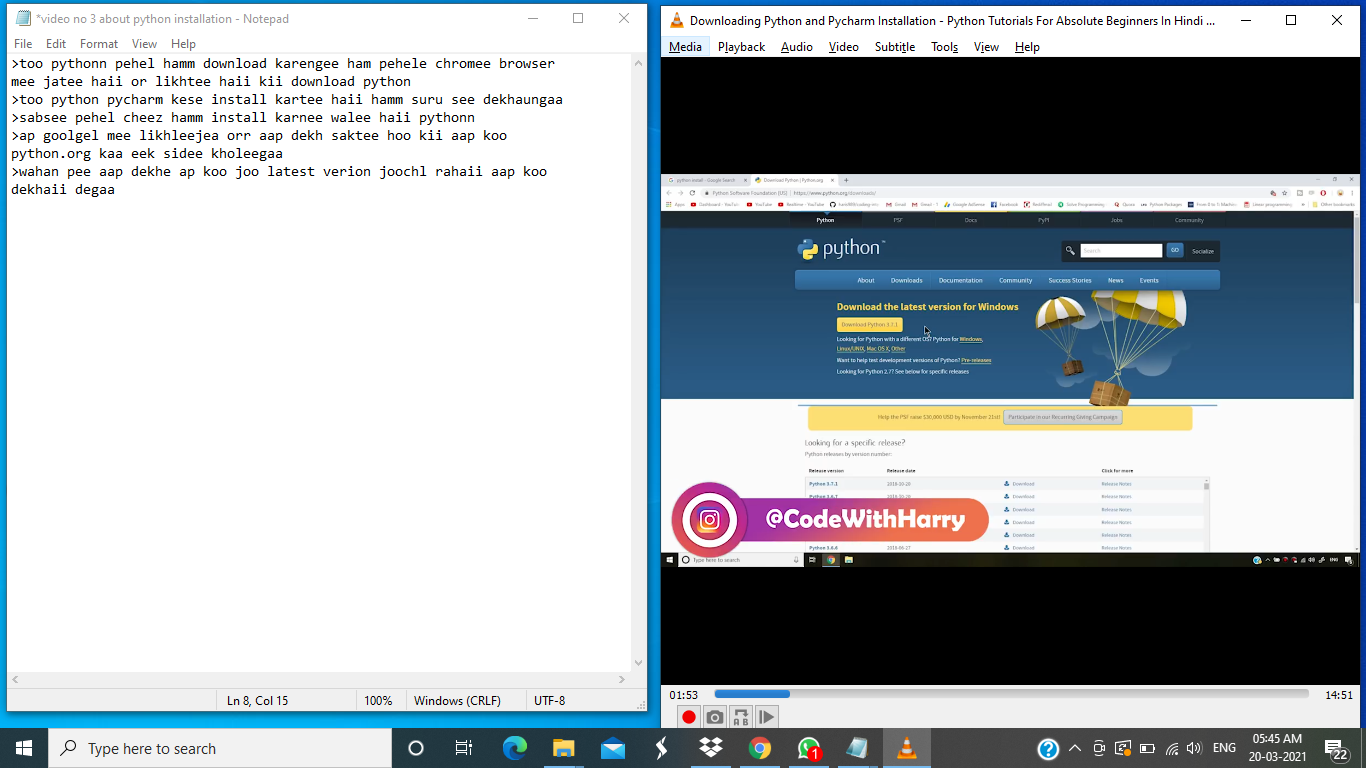 *video no 3 about python installation - Notepad
File Edit Format View Help
>too pythonn pehel hamm download karengee ham pehele chromee browser
mee jatee haii or likhtee haii kii download python
>too python pycharm kese install kartee haii hamm suru see dekhaungaa
>sabsee pehel cheez hamm install karnee walee haii pythonn
>ap goolgel mee likhleejea orr aap dekh saktee hoo kii aap koo
python.org kaa eek sidee kholeegaa
>wahan pee aap dekhe ap koo joo latest verion joochl rahaii aap koo
dekhaii degaa
Ln 8, Col 15 100% Windows (CRLF) UTF-8
Downloading Python and Pycharm Installation - Python Tutorials For Absolute Beginners In Hindi ...
Media Playback Audio Video Subtitle Tools View Help
python install - Google Search Download Python | Python.org
Python Software Foundation [US] https://www.python.org/downloads/
Apps YouTube Gmail Gmail Google AdSense Facebook Solve Programming Quora Python Packages Other bookmarks
Python PSF Docs PyPI Jobs Community
python
Search GO Socialize
About Downloads Documentation Community Success Stories News Events
Download the latest version for Windows
Download Python 3.7.1
Looking for Python with a different OS? Python for Windows,
Linux/UNIX, Mac OS X, Other
Want to help test development versions of Python? Pre-releases
Looking for Python 2.7? See below for specific releases
Help the PSF raise $30,000 USD by November 21st! Participate in our Recurring Giving Campaign
Looking for a specific release?
Python releases by version number:
Release version Release date Click for more
Python 3.7.1 2018-10-20 Download Release Notes
Download Release Notes
Download Release Notes
Download Release Notes
Download Release Notes
Python 3.6.6 2018-06-27 Download Release Notes
@CodeWithHarry
Type here to search
01:53 14:51
A B
Type here to search
1
ENG
05:45 AM
20-03-2021
22